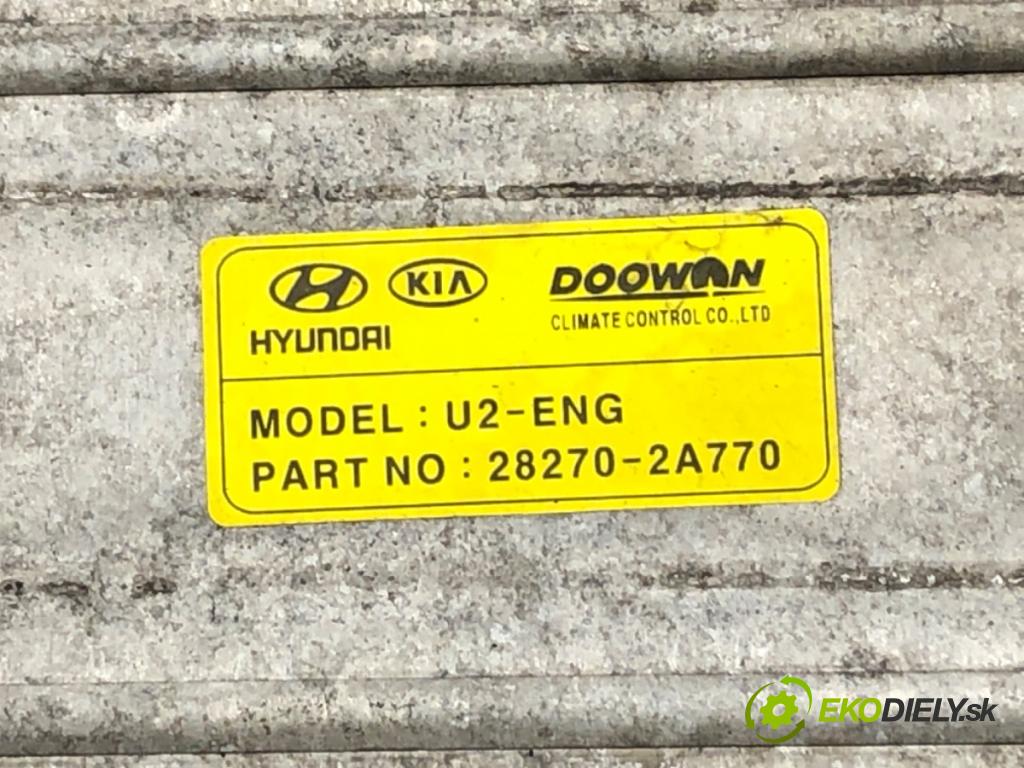 KIA
DOOWON
HYUNDAI
CLIMATE CONTROL CO.,LTD
MODEL : U2-ENG
PART NO : 28270-2A770
EKODIELY.sk